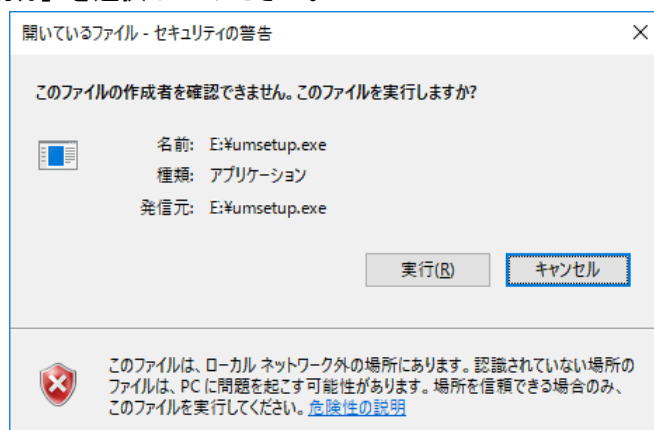 開いているファイル - セキュリティの警告
このファイルの作成者を確認できません。このファイルを実行しますか?
名前: E:¥umsetup.exe
種類: アプリケーション
発信元: E:¥umsetup.exe
実行(R) キャンセル
このファイルは、ローカル ネットワーク外の場所にあります。認識されていない場所の
ファイルは、PC に問題を起こす可能性があります。場所を信頼できる場合のみ、
このファイルを実行してください。危険性の説明